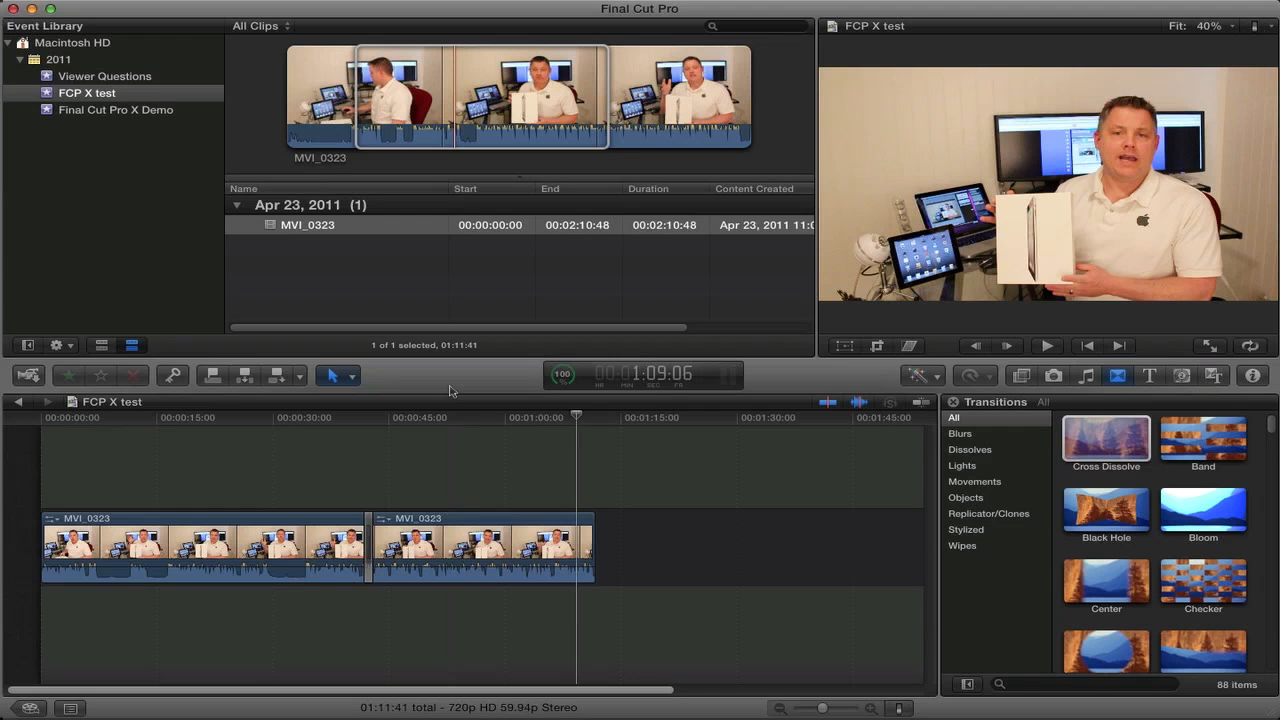 Final Cut Pro
Event Library
All Clips
FCP X test
Fit: 40%
Macintosh HD
2011
Viewer Questions
FCP X test
Final Cut Pro X Demo
MVI_0323
Name Start End Duration Content Created
Apr 23, 2011 (1)
MVI_0323 00:00:00:00 00:02:10:48 00:02:10:48 Apr 23, 2011 11:0
1 of 1 selected, 01:11:41
100
%
1:09:06
HR MIN SEC FR
FCP X test
Transitions All
00:00:00:00 00:00:15:00 00:00:30:00 00:00:45:00 00:01:00:00 00:01:15:00 00:01:30:00 00:01:45:00
All
Blurs
Dissolves
Lights
Movements
Objects
Replicator/Clones
Stylized
Wipes
Cross Dissolve Band
Black Hole Bloom
Center Checker
MVI_0323 MVI_0323
88 items
01:11:41 total - 720p HD 59.94p Stereo